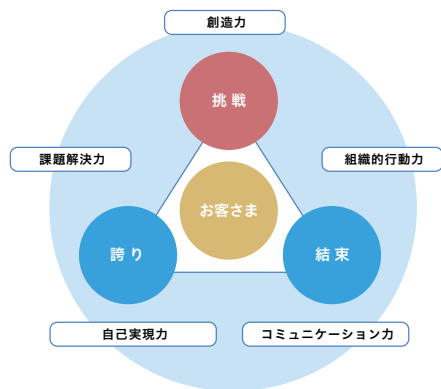 創造力
挑戦
課題解決力
組織的行動力
お客さま
誇り
結束
自己実現力
コミュニケーション力